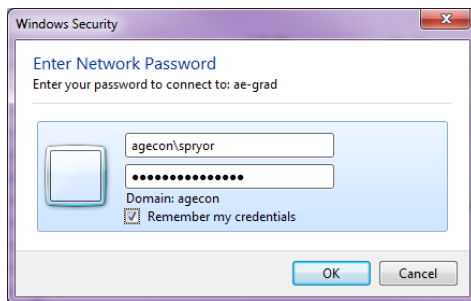 Windows Security
Enter Network Password
Enter your password to connect to: ae-grad
agecon\spryor
●●●●●●●●●●●●●●●
Domain: agecon
Remember my credentials
OK
Cancel